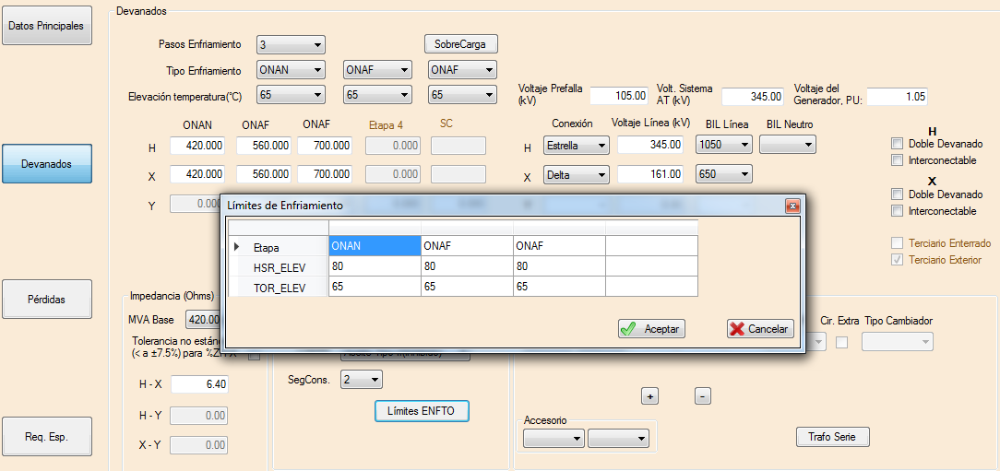 Datos Principales
Devanados
Pérdidas
Req. Esp.
Devanados
Pasos Enfriamiento 3 SobreCarga
Tipo Enfriamiento ONAN ONAF ONAF
Elevación temperatura(°C) 65 65 65
Voltaje Prefalla (kV) 105.00 Volt. Sistema AT (kV) 345.00 Voltaje del Generador, PU: 1.05
ONAN ONAF ONAF Etapa 4 SC
H 420.000 560.000 700.000 0.000
X 420.000 560.000 700.000 0.000
Y 0.000
Conexión Voltaje Línea (kV) BIL Línea BIL Neutro
H Estrella 345.00 1050
X Delta 161.00 650
H
Doble Devanado
Interconectable
X
Doble Devanado
Interconectable
Terciario Enterrado
Terciario Exterior
Límites de Enfriamiento
Etapa ONAN ONAF ONAF
HSR_ELEV 80 80 80
TOR_ELEV 65 65 65
Aceptar Cancelar
Impedancia (Ohms)
MVA Base 420.00
Tolerancia no están
(< a ±7.5%) para %Z
H - X 6.40
H - Y 0.00
X - Y 0.00
SegCons. 2
Límites ENFTO
Cir. Extra Tipo Cambiador
+ -
Accesorio
Trafo Serie